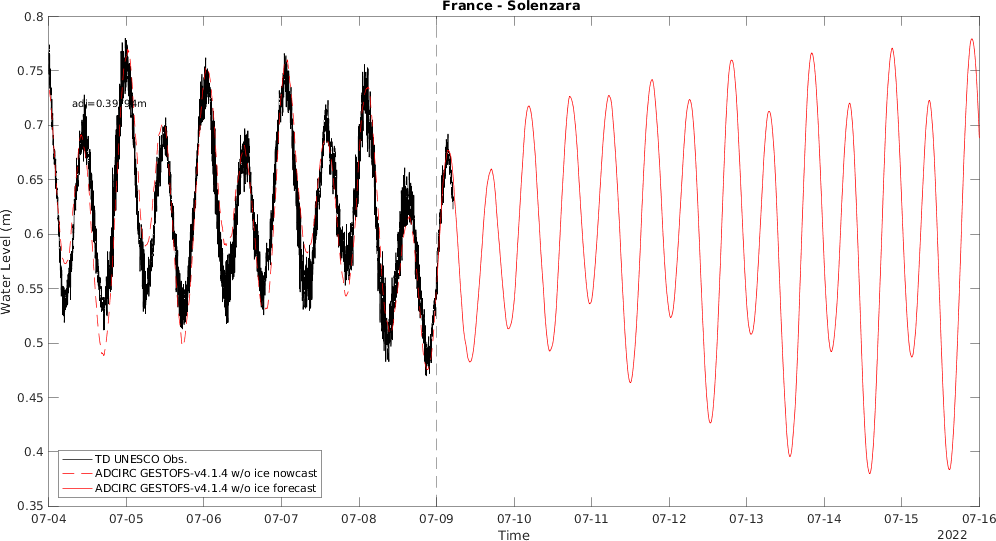 France - Solenzara
0.8
0.75
0.7
0.65
0.6
0.55
0.5
0.45
0.4
0.35
Water Level (m)
TD UNESCO Obs.
ADCIRC GESTOFS-v4.1.4 w/o ice nowcast
ADCIRC GESTOFS-v4.1.4 w/o ice forecast
07-04 07-05 07-06 07-07 07-08 07-09 07-10 07-11 07-12 07-13 07-14 07-15 07-16
Time
2022